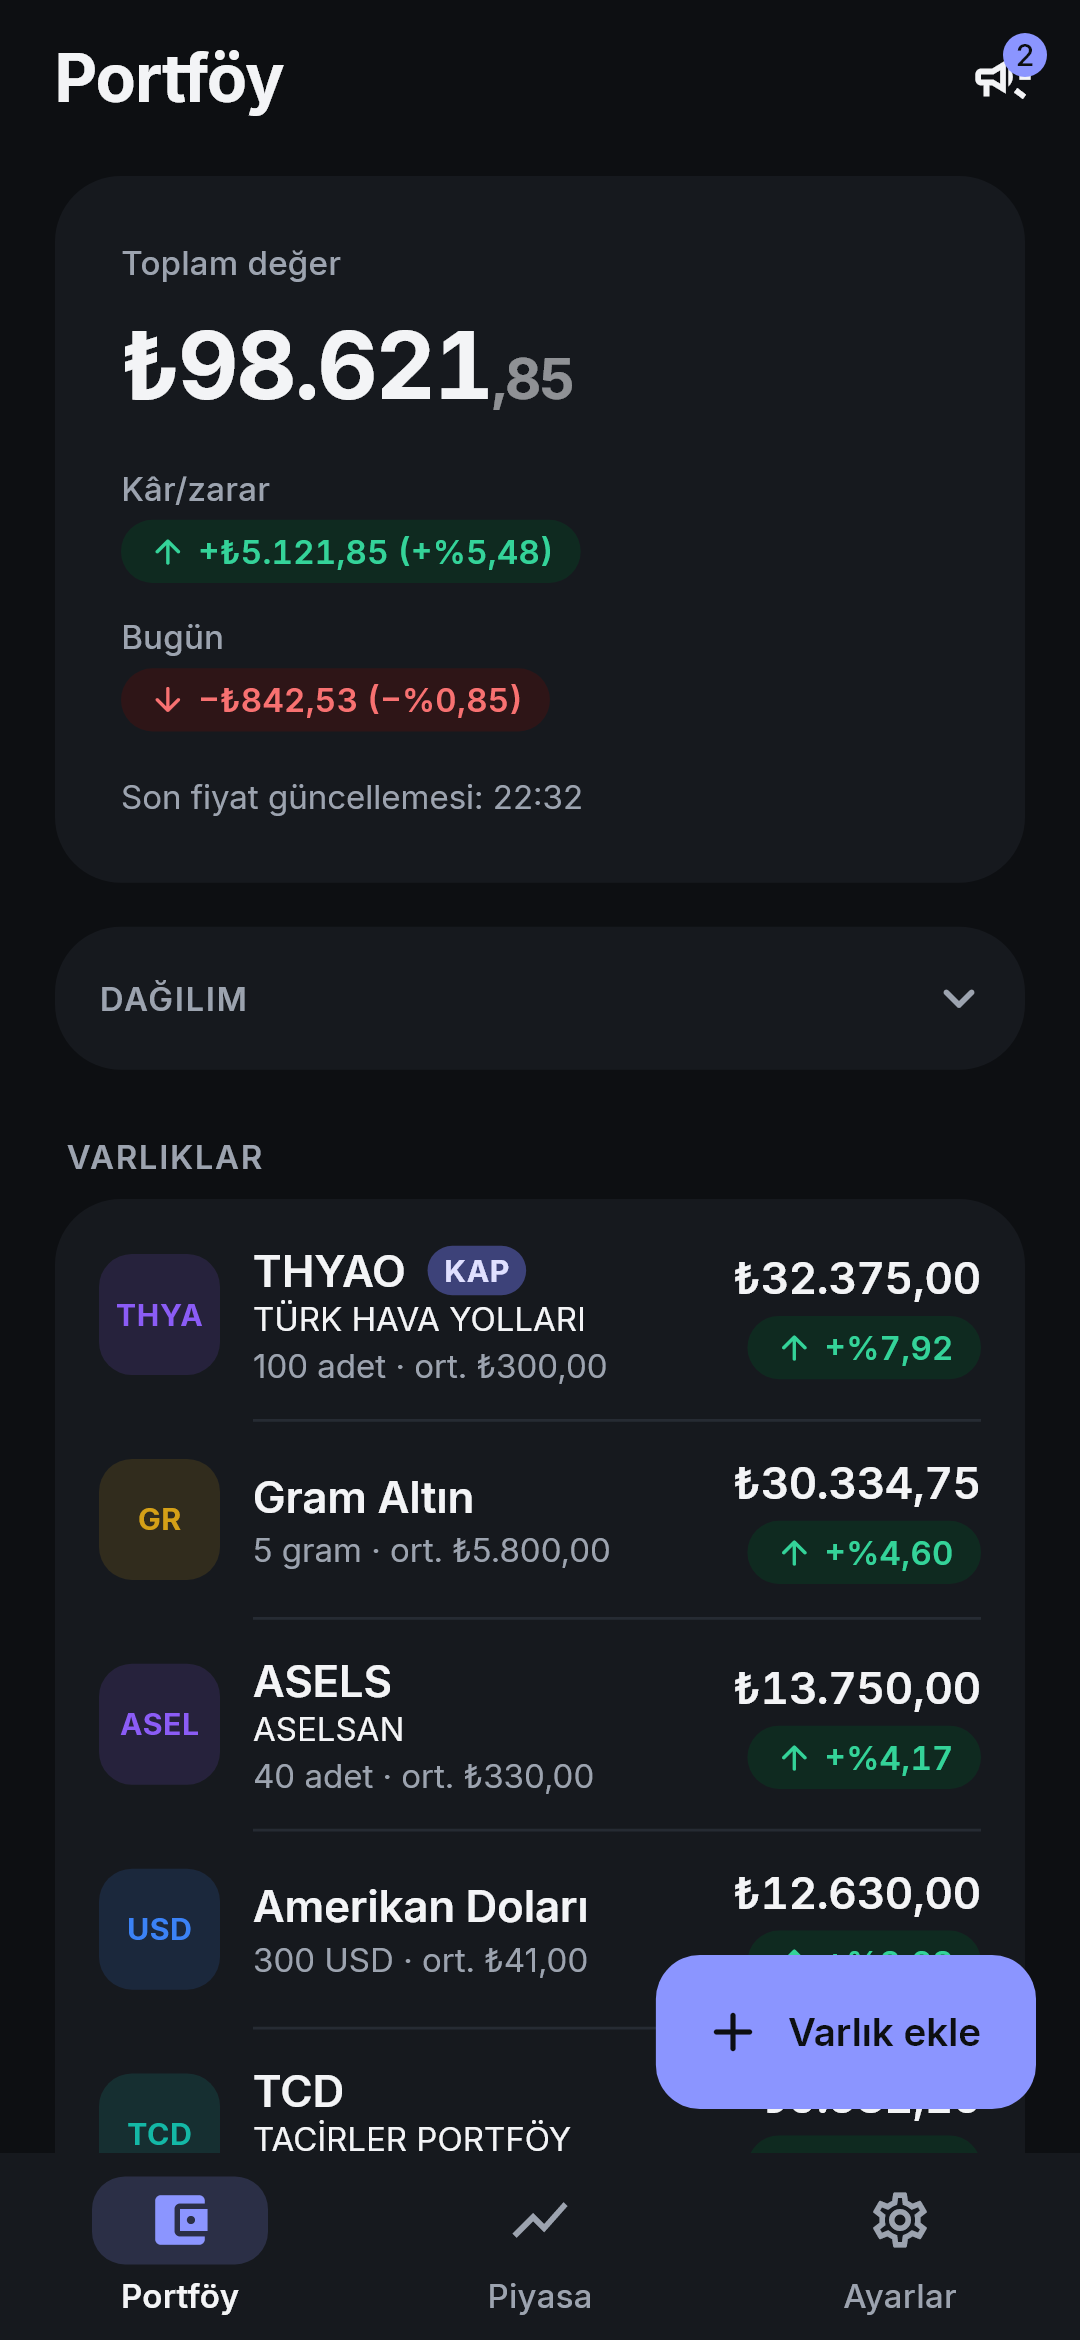 Portföy
2
Toplam değer
₺98.621,85
Kâr/zarar
+₺5.121,85 (+%5,48)
Bugün
−₺842,53 (−%0,85)
Son fiyat güncellemesi: 22:32
DAĞILIM
VARLIKLAR
THYA
THYAO KAP
TÜRK HAVA YOLLARI
100 adet · ort. ₺300,00
₺32.375,00
+%7,92
GR
Gram Altın
5 gram · ort. ₺5.800,00
₺30.334,75
+%4,60
ASEL
ASELS
ASELSAN
40 adet · ort. ₺330,00
₺13.750,00
+%4,17
USD
Amerikan Doları
300 USD · ort. ₺41,00
₺12.630,00
Varlık ekle
TCD
TCD
TACİRLER PORTFÖY
Portföy
Piyasa
Ayarlar